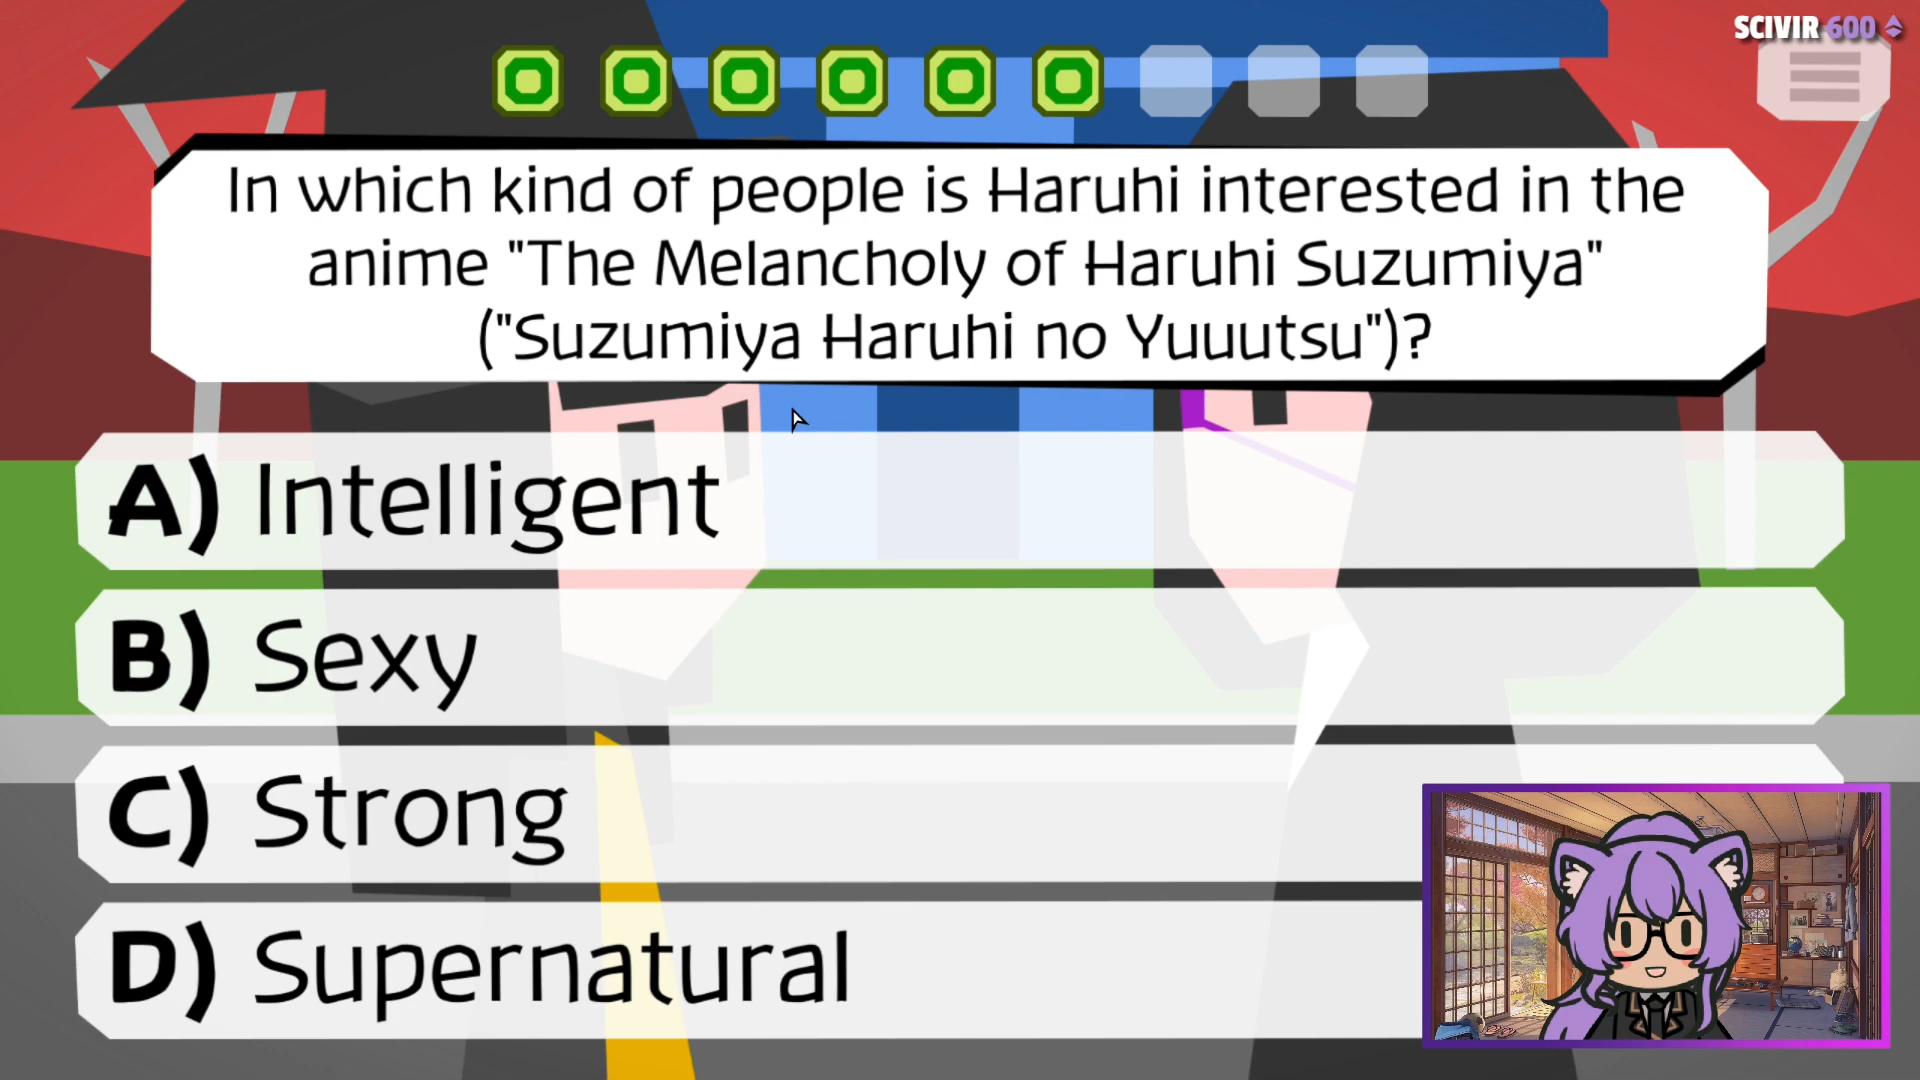 SCIVIR 600
In which kind of people is Haruhi interested in the
anime "The Melancholy of Haruhi Suzumiya"
("Suzumiya Haruhi no Yuuutsu")?
A) Intelligent
B) Sexy
C) Strong
D) Supernatural